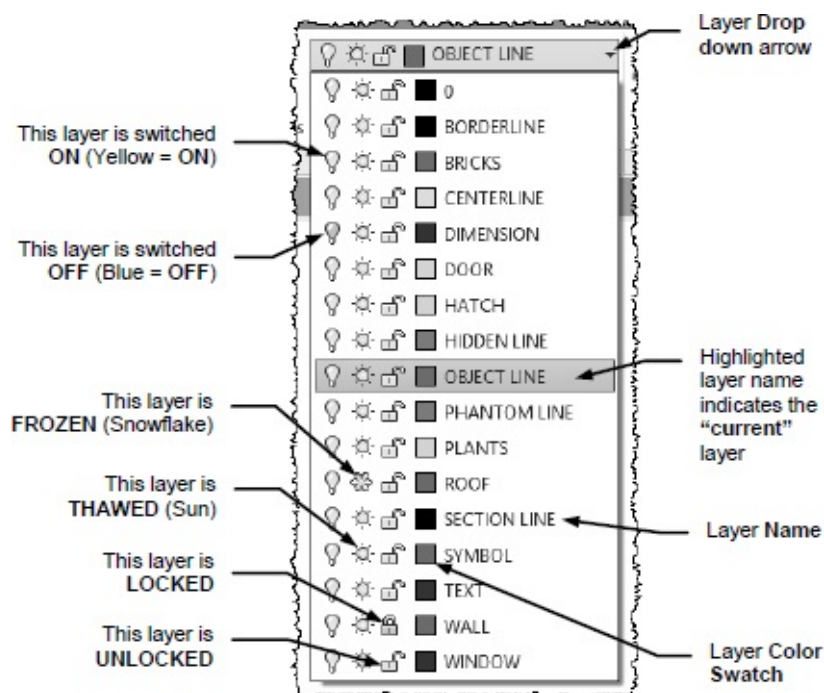 Layer Drop
down arrow
OBJECT LINE
0
BORDERLINE
This layer is switched
ON (Yellow = ON)
BRICKS
CENTERLINE
This layer is switched
OFF (Blue = OFF)
DIMENSION
DOOR
HATCH
HIDDEN LINE
OBJECT LINE
Highlighted
layer name
indicates the
“current”
layer
This layer is
FROZEN (Snowflake)
PHANTOM LINE
PLANTS
ROOF
This layer is
THAWED (Sun)
SECTION LINE
Layer Name
SYMBOL
This layer is
LOCKED
TEXT
WALL
This layer is
UNLOCKED
WINDOW
Layer Color
Swatch